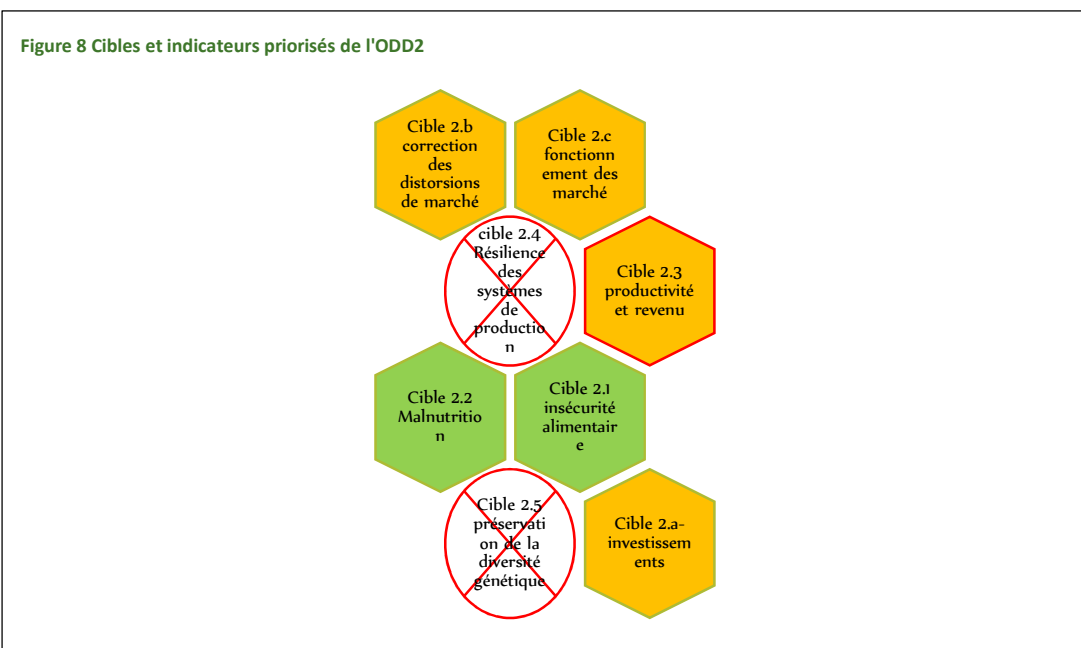 Figure 8 Cibles et indicateurs priorisés de l'ODD2
Cible 2.b
correction
des
distorsions
de marché
Cible 2.c
fonctionn
ement des
marché
cible 2.4
Résilience
des
systèmes
de
productio
n
Cible 2.3
productivité
et revenu
Cible 2.2
Malnutritio
n
Cible 2.1
insécurité
alimentair
e
Cible 2.5
préservati
on de la
diversité
génétique
Cible 2.a-
investissem
ents